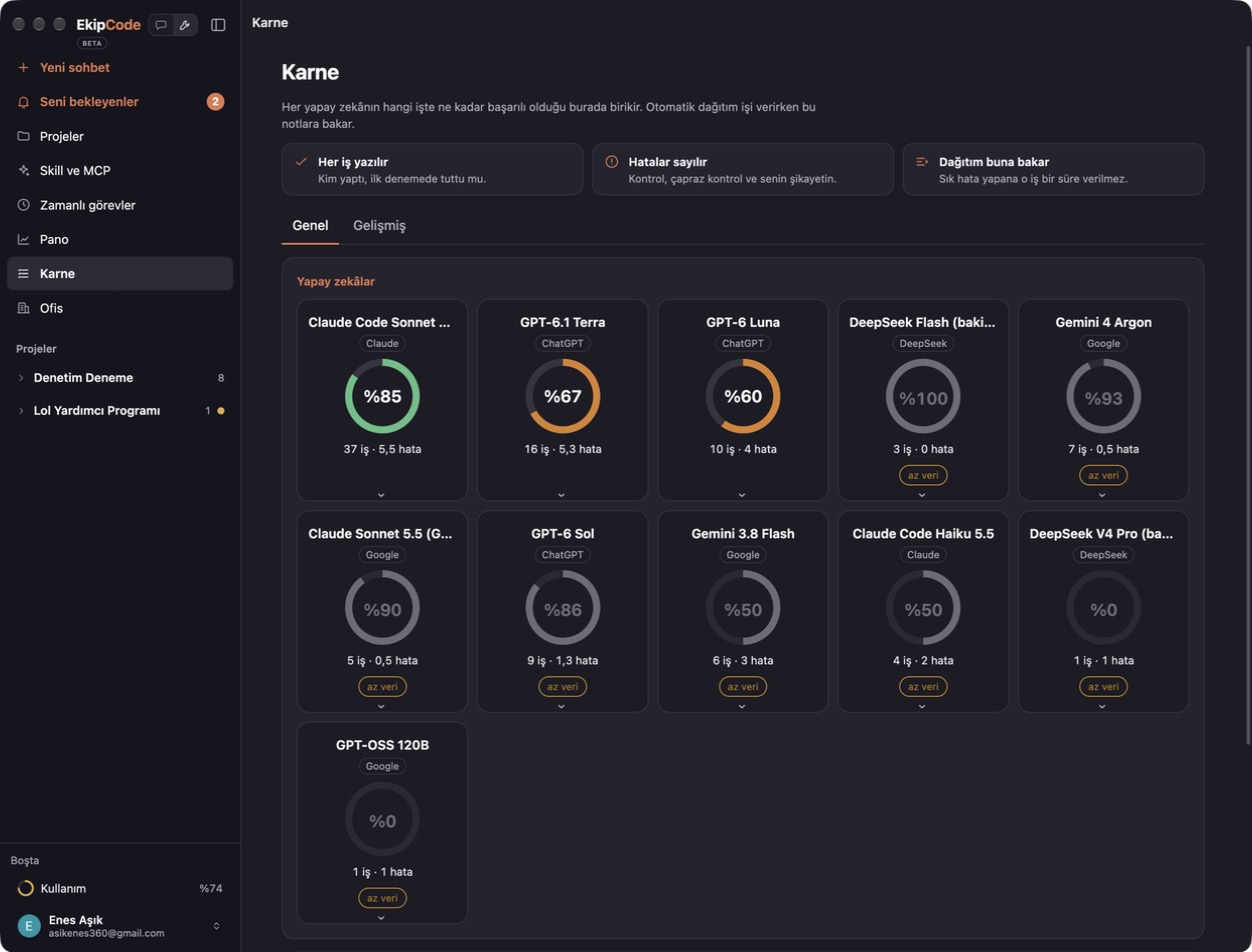 EkipCode
BETA
Yeni sohbet
Seni bekleyenler 2
Projeler
Skill ve MCP
Zamanlı görevler
Pano
Karne
Ofis
Projeler
Denetim Deneme 8
Lol Yardımcı Programı 1
Boşta
Kullanım %74
E
Enes Aşık
asikenes360@gmail.com
Karne
Karne
Her yapay zekânın hangi işte ne kadar başarılı olduğu burada birikir. Otomatik dağıtım işi verirken bu
notlara bakar.
Her iş yazılır
Kim yaptı, ilk denemede tuttu mu.
Hatalar sayılır
Kontrol, çapraz kontrol ve senin şikayetin.
Dağıtım buna bakar
Sık hata yapana o iş bir süre verilmez.
Genel Gelişmiş
Yapay zekâlar
Claude Code Sonnet ...
Claude
%85
37 iş · 5,5 hata
GPT-6.1 Terra
ChatGPT
%67
16 iş · 5,3 hata
GPT-6 Luna
ChatGPT
%60
10 iş · 4 hata
DeepSeek Flash (baki...
DeepSeek
%100
3 iş · 0 hata
az veri
Gemini 4 Argon
Google
%93
7 iş · 0,5 hata
az veri
Claude Sonnet 5.5 (G...
Google
%90
5 iş · 0,5 hata
az veri
GPT-6 Sol
ChatGPT
%86
9 iş · 1,3 hata
az veri
Gemini 3.8 Flash
Google
%50
6 iş · 3 hata
az veri
Claude Code Haiku 5.5
Claude
%50
4 iş · 2 hata
az veri
DeepSeek V4 Pro (ba...
DeepSeek
%0
1 iş · 1 hata
az veri
GPT-OSS 120B
Google
%0
1 iş · 1 hata
az veri